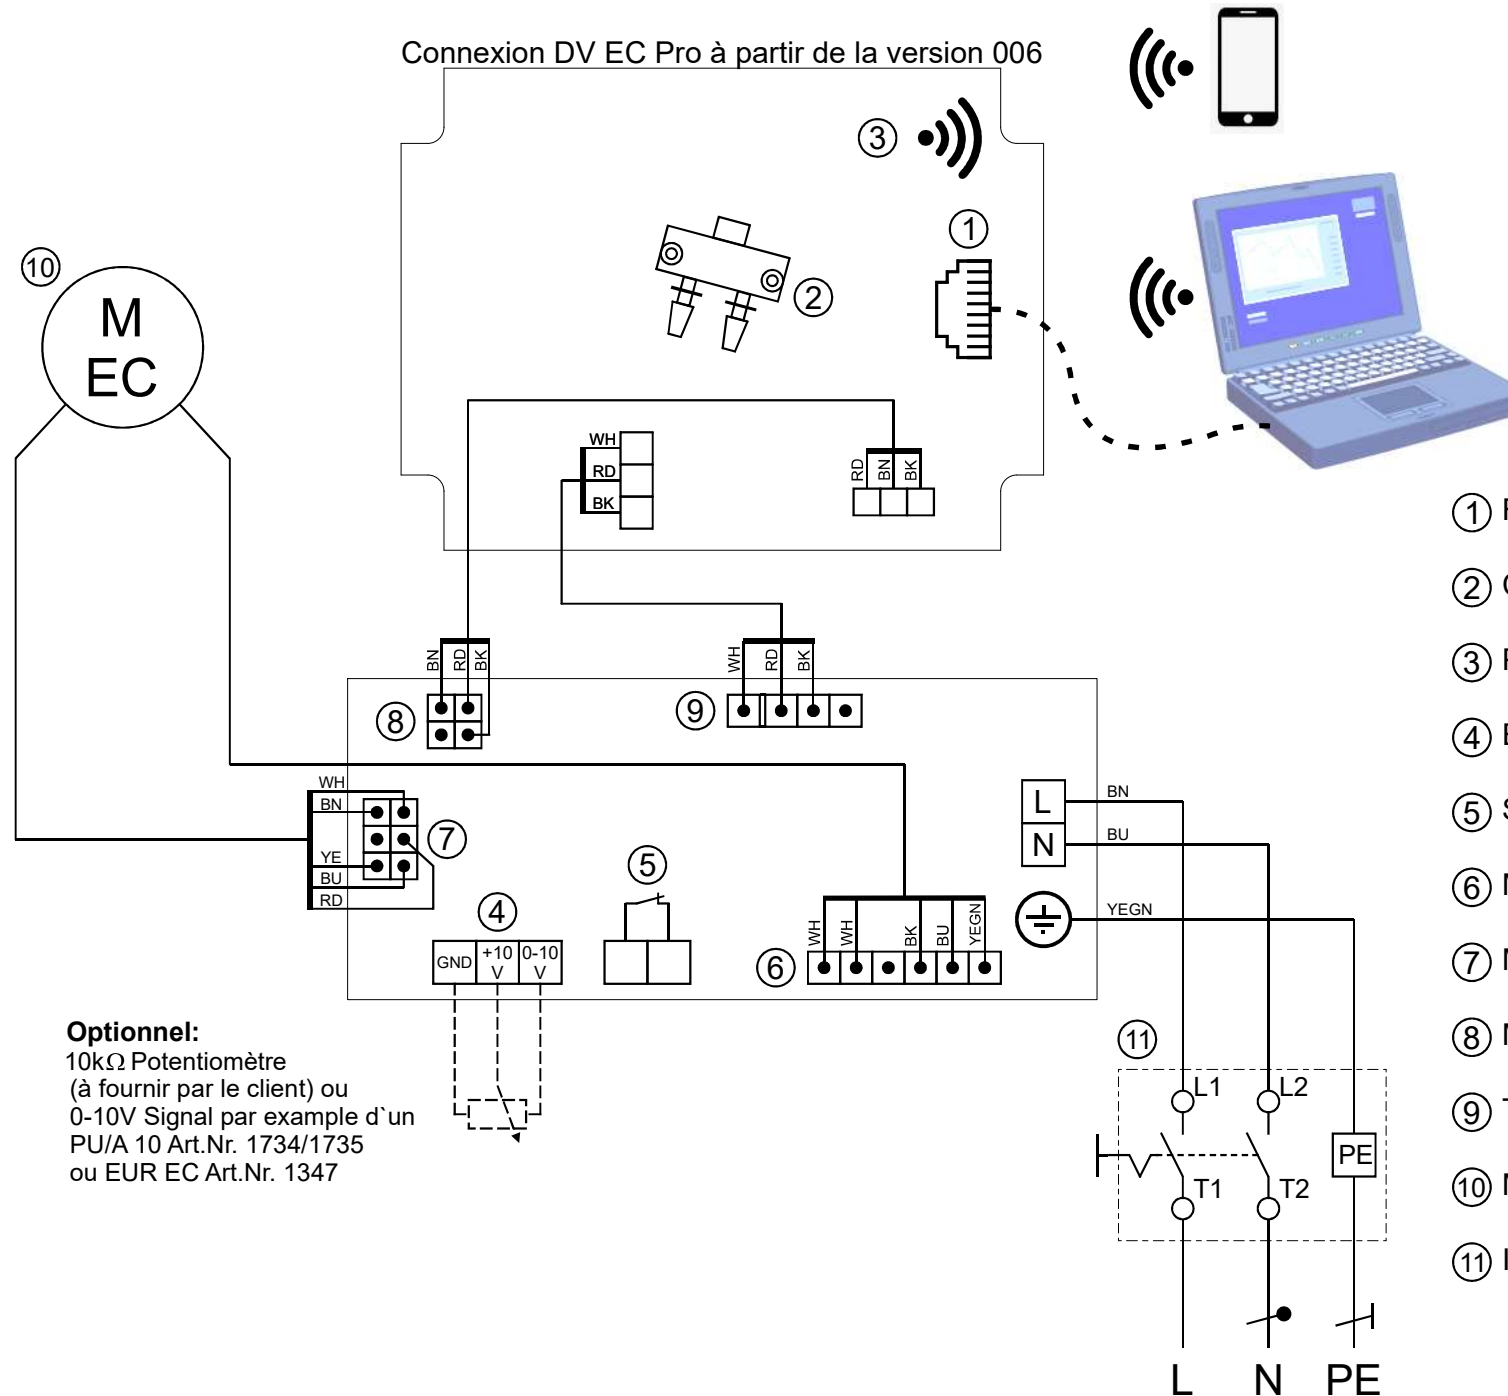 Connexion DV EC Pro à partir de la version 006
3
1
2
10
M
EC
WH
RD
BK
RD
BN
BK
BN
RD
BK
WH
RD
BK
8
9
WH
BN
YE
BU
RD
7
5
4
GND
+10
V
0-10
V
6
WH
WH
BK
BU
YEGN
L
N
BN
BU
YEGN
Optionnel:
10kΩ Potentiomètre
(à fournir par le client) ou
0-10V Signal par example d`un
PU/A 10 Art.Nr. 1734/1735
ou EUR EC Art.Nr. 1347
11
L1
L2
PE
T1
T2
L
N
PE
1
2
3
4
5
6
7
8
9
10
11